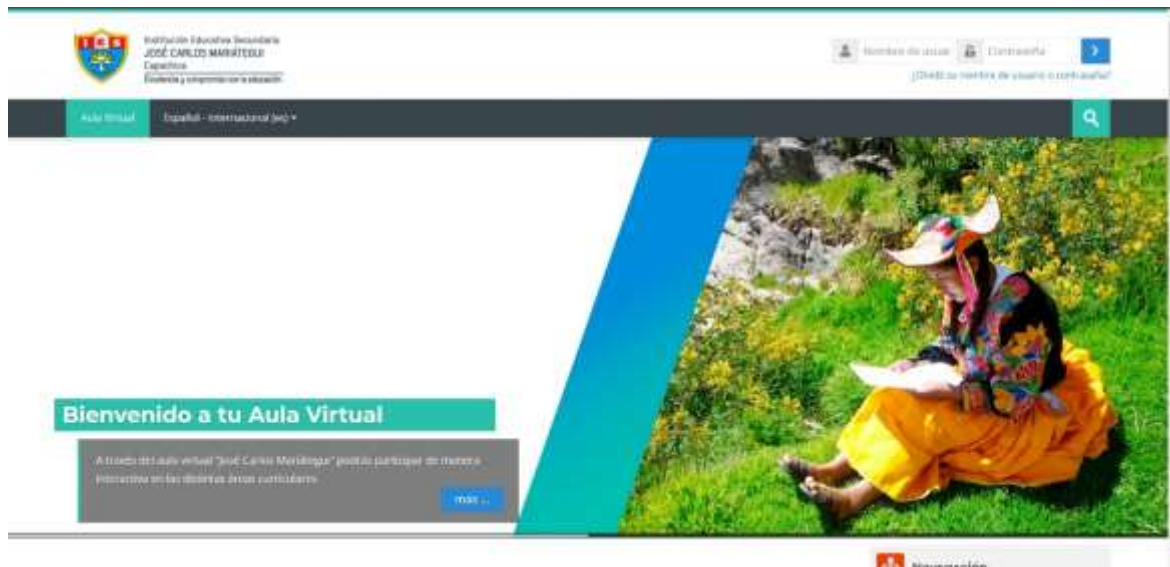 IES
Institución Educativa Secundaria
JOSÉ CARLOS MARIÁTEGUI
Capachica
Excelencia y compromiso con la educación
Nombre de usuar
Contraseña
¿Olvidó su nombre de usuario o contraseña?
Aula Virtual
Español - Internacional (es)
Bienvenido a tu Aula Virtual
A través del aula virtual "José Carlos Mariátegui" podrás participar de manera
interactiva en las distintas áreas curriculares
más ...
Navegación